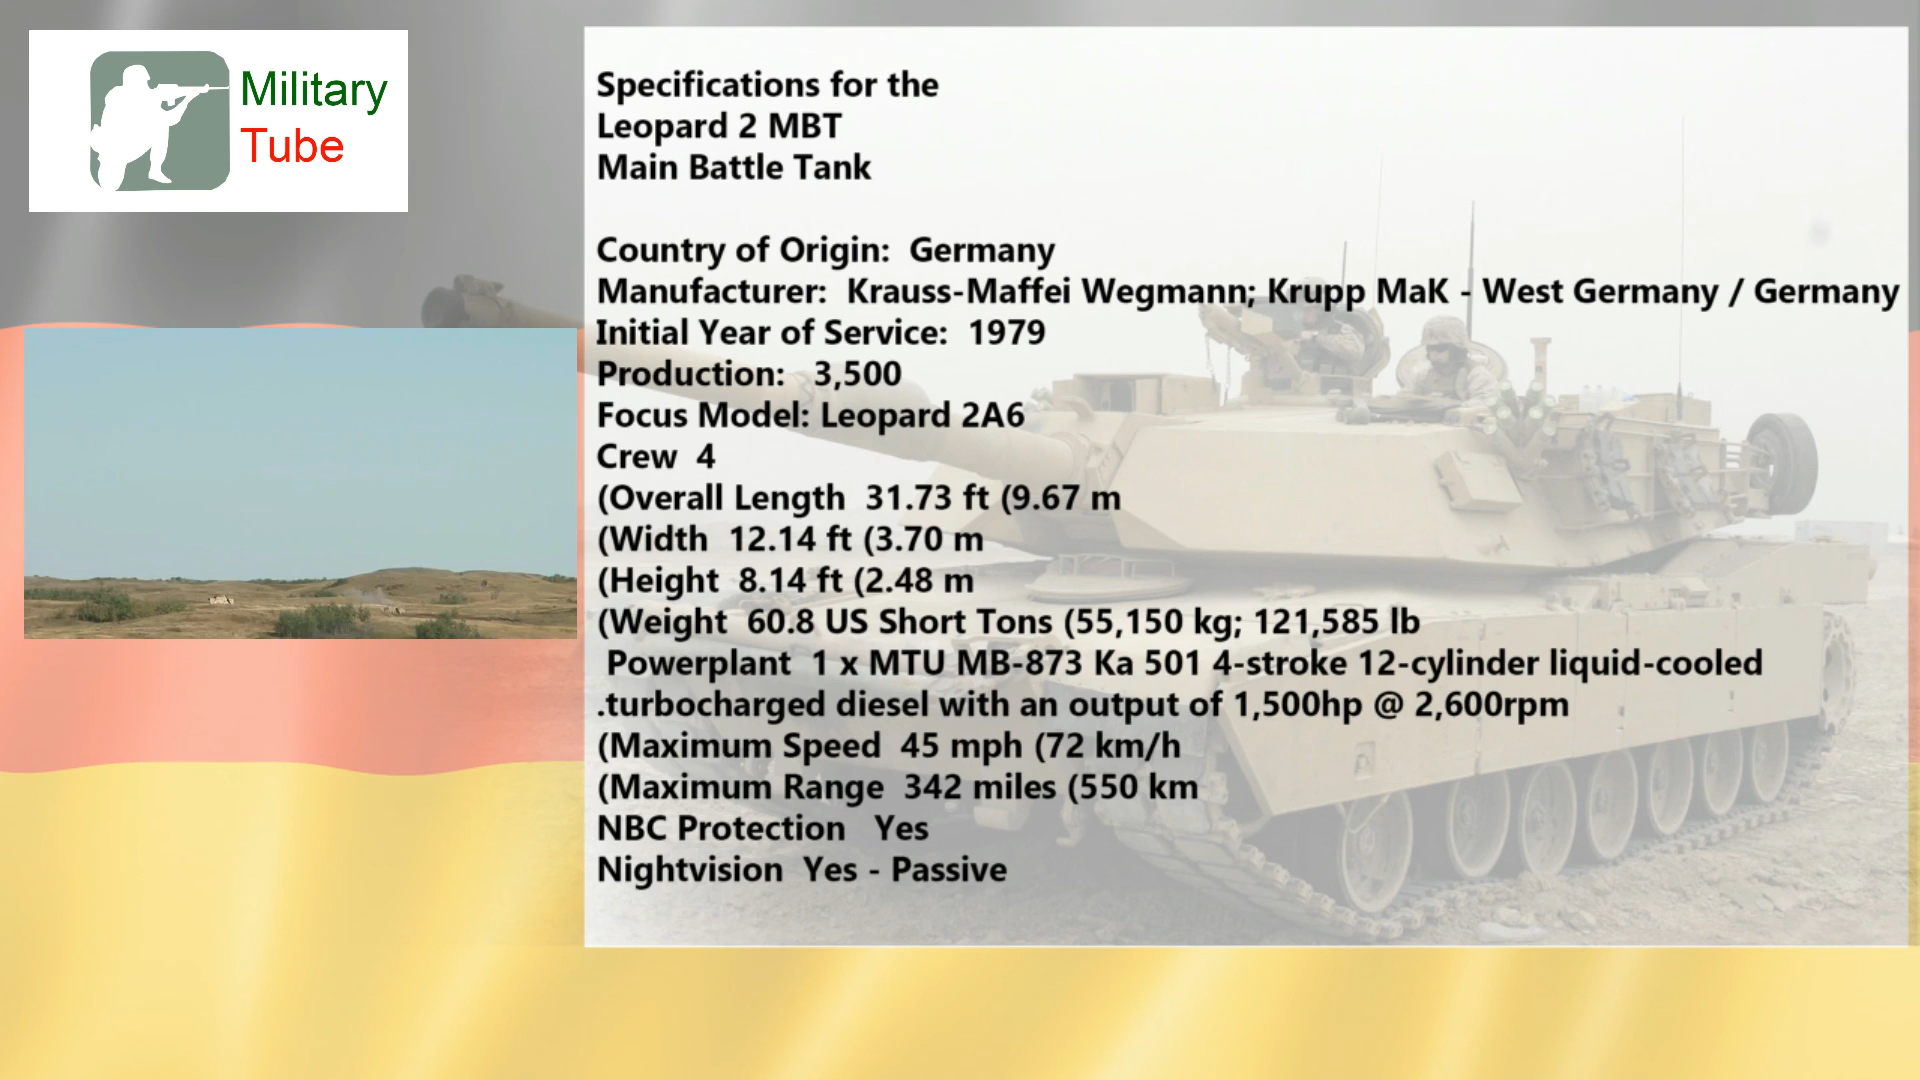 Military
Tube
Specifications for the
Leopard 2 MBT
Main Battle Tank
Country of Origin:  Germany
Manufacturer:  Krauss-Maffei Wegmann; Krupp MaK - West Germany / Germany
Initial Year of Service:  1979
Production:   3,500
Focus Model: Leopard 2A6
Crew  4
(Overall Length  31.73 ft (9.67 m
(Width  12.14 ft (3.70 m
(Height  8.14 ft (2.48 m
(Weight  60.8 US Short Tons (55,150 kg; 121,585 lb
Powerplant  1 x MTU MB-873 Ka 501 4-stroke 12-cylinder liquid-cooled
.turbocharged diesel with an output of 1,500hp @ 2,600rpm
(Maximum Speed  45 mph (72 km/h
(Maximum Range  342 miles (550 km
NBC Protection   Yes
Nightvision  Yes - Passive